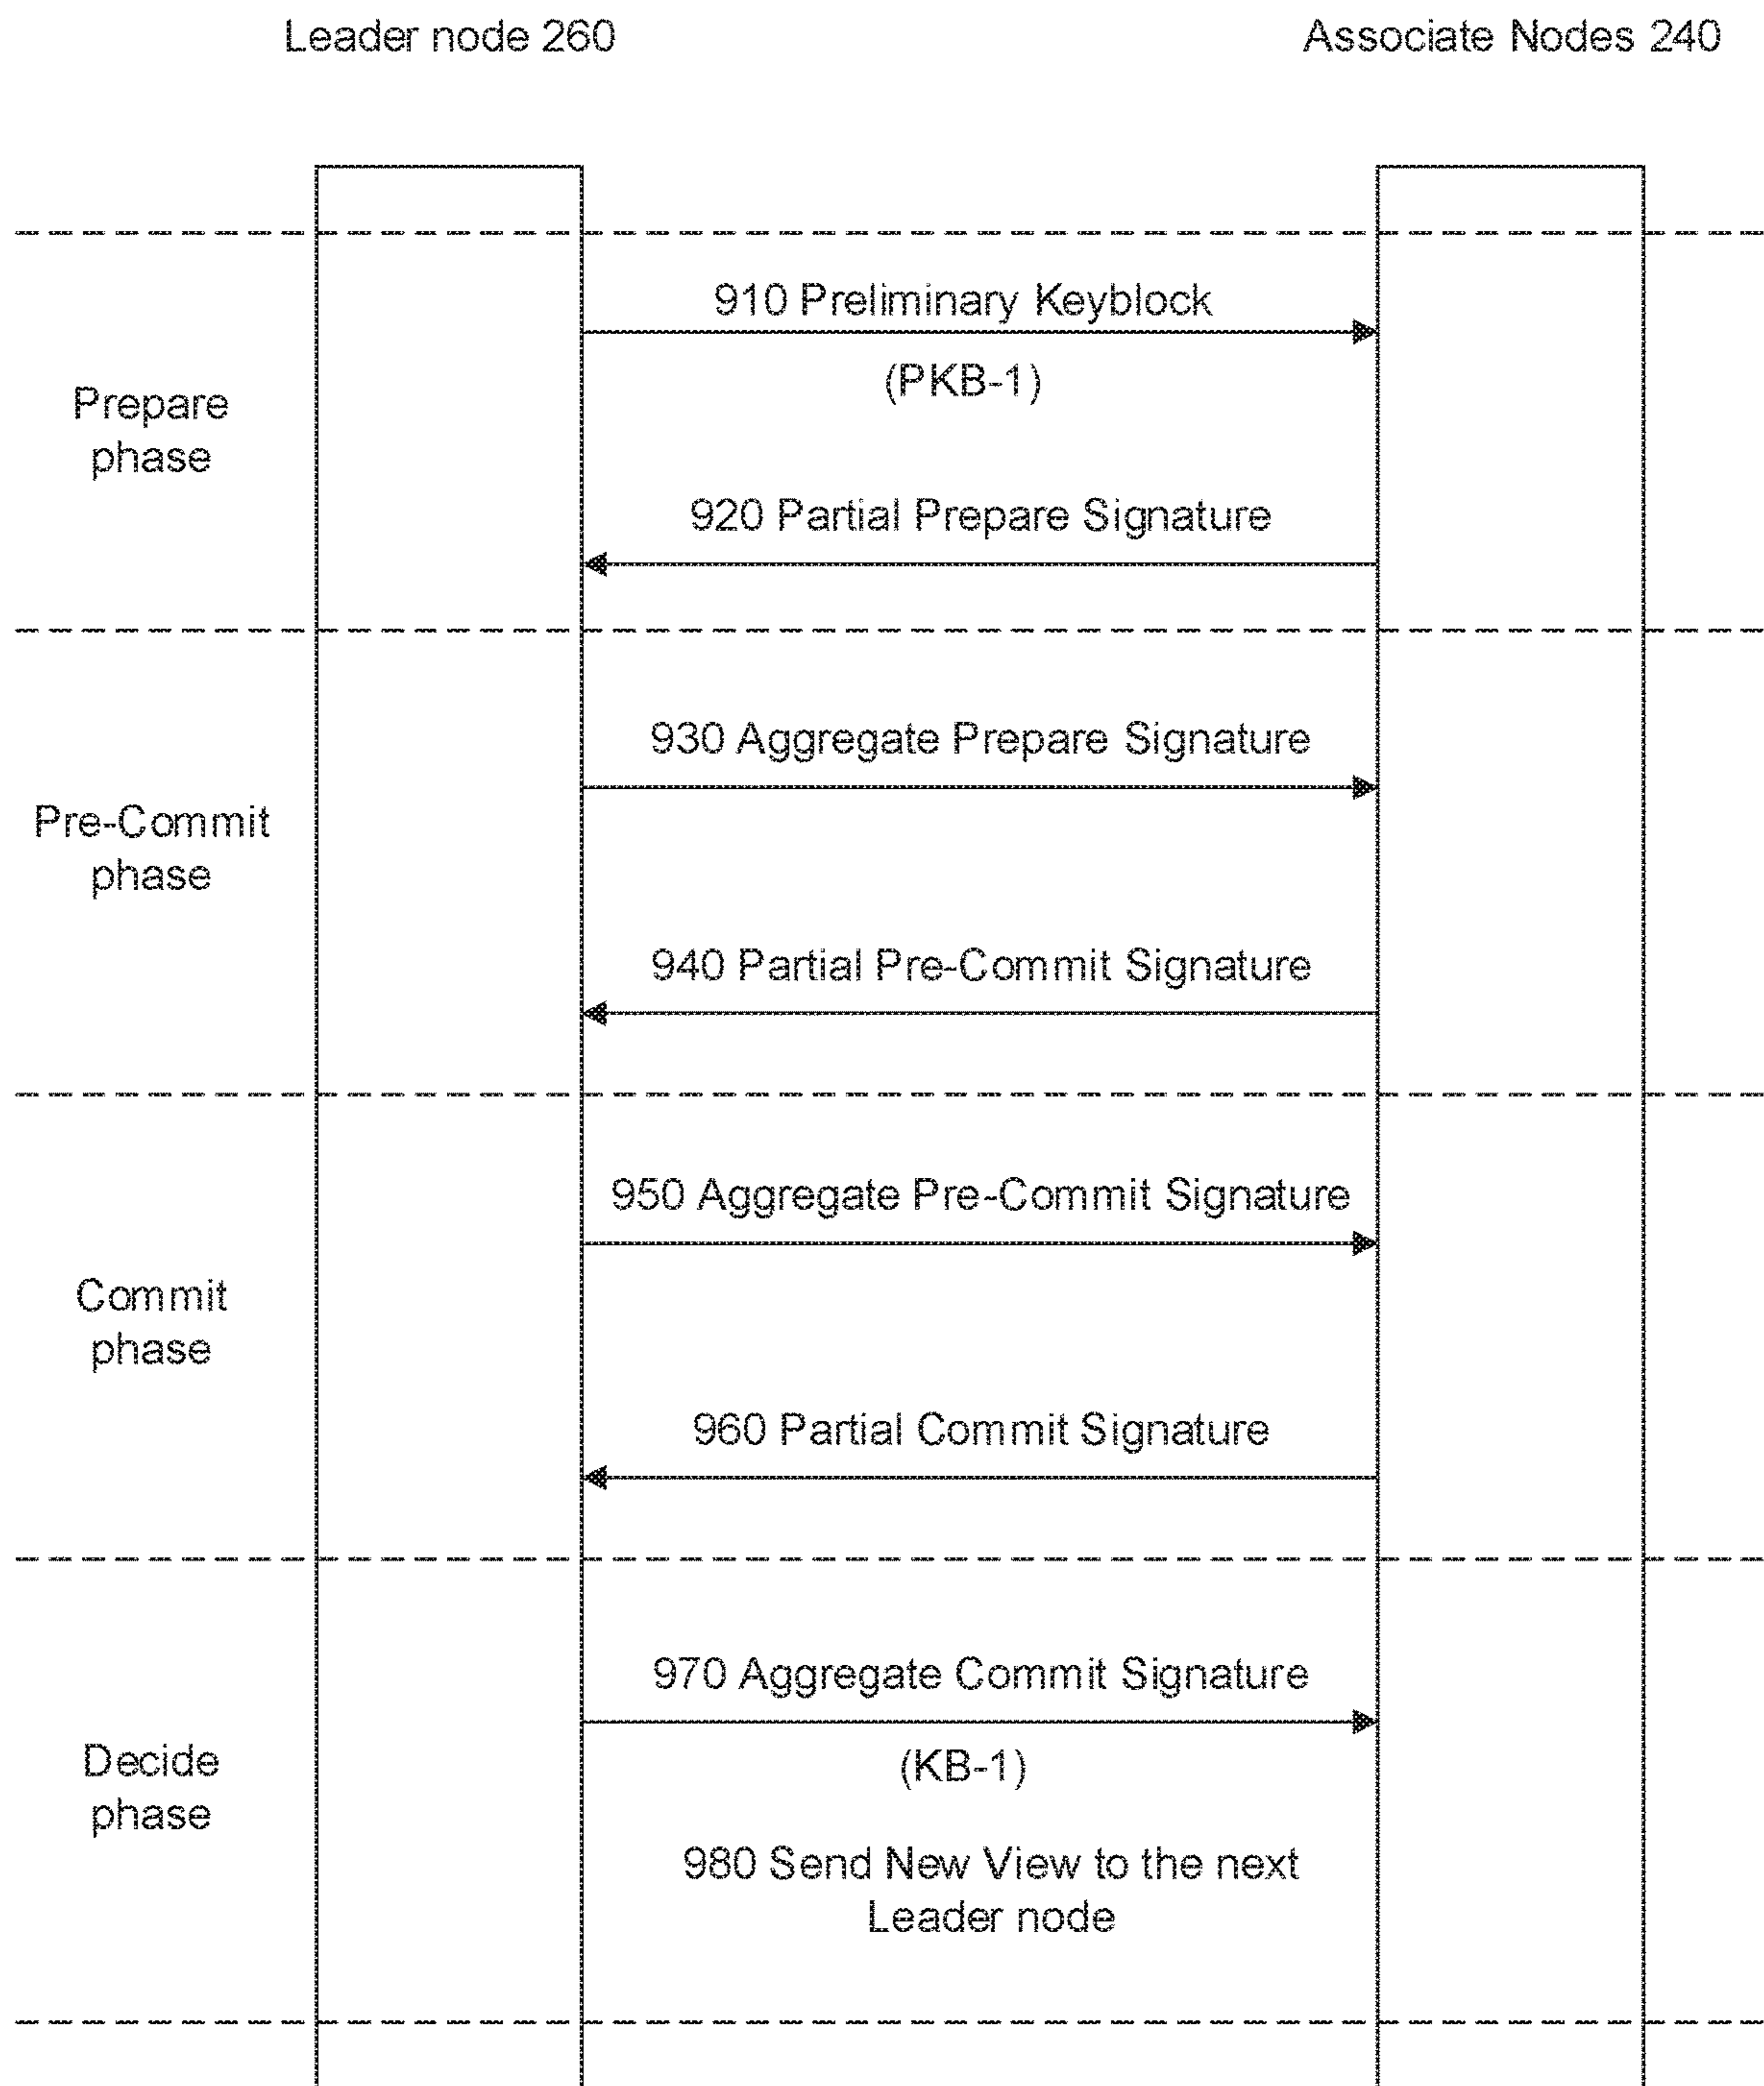 Leader node 260
Associate Nodes 240
910 Preliminary Keyblock
(PKB-1)
Prepare
phase
920 Partial Prepare Signature
930 Aggregate Prepare Signature
Pre-Commit
phase
940 Partial Pre-Commit Signature
950 Aggregate Pre-Commit Signature
Commit
phase
960 Partial Commit Signature
970 Aggregate Commit Signature
(KB-1)
Decide
phase
980 Send New View to the next
Leader node